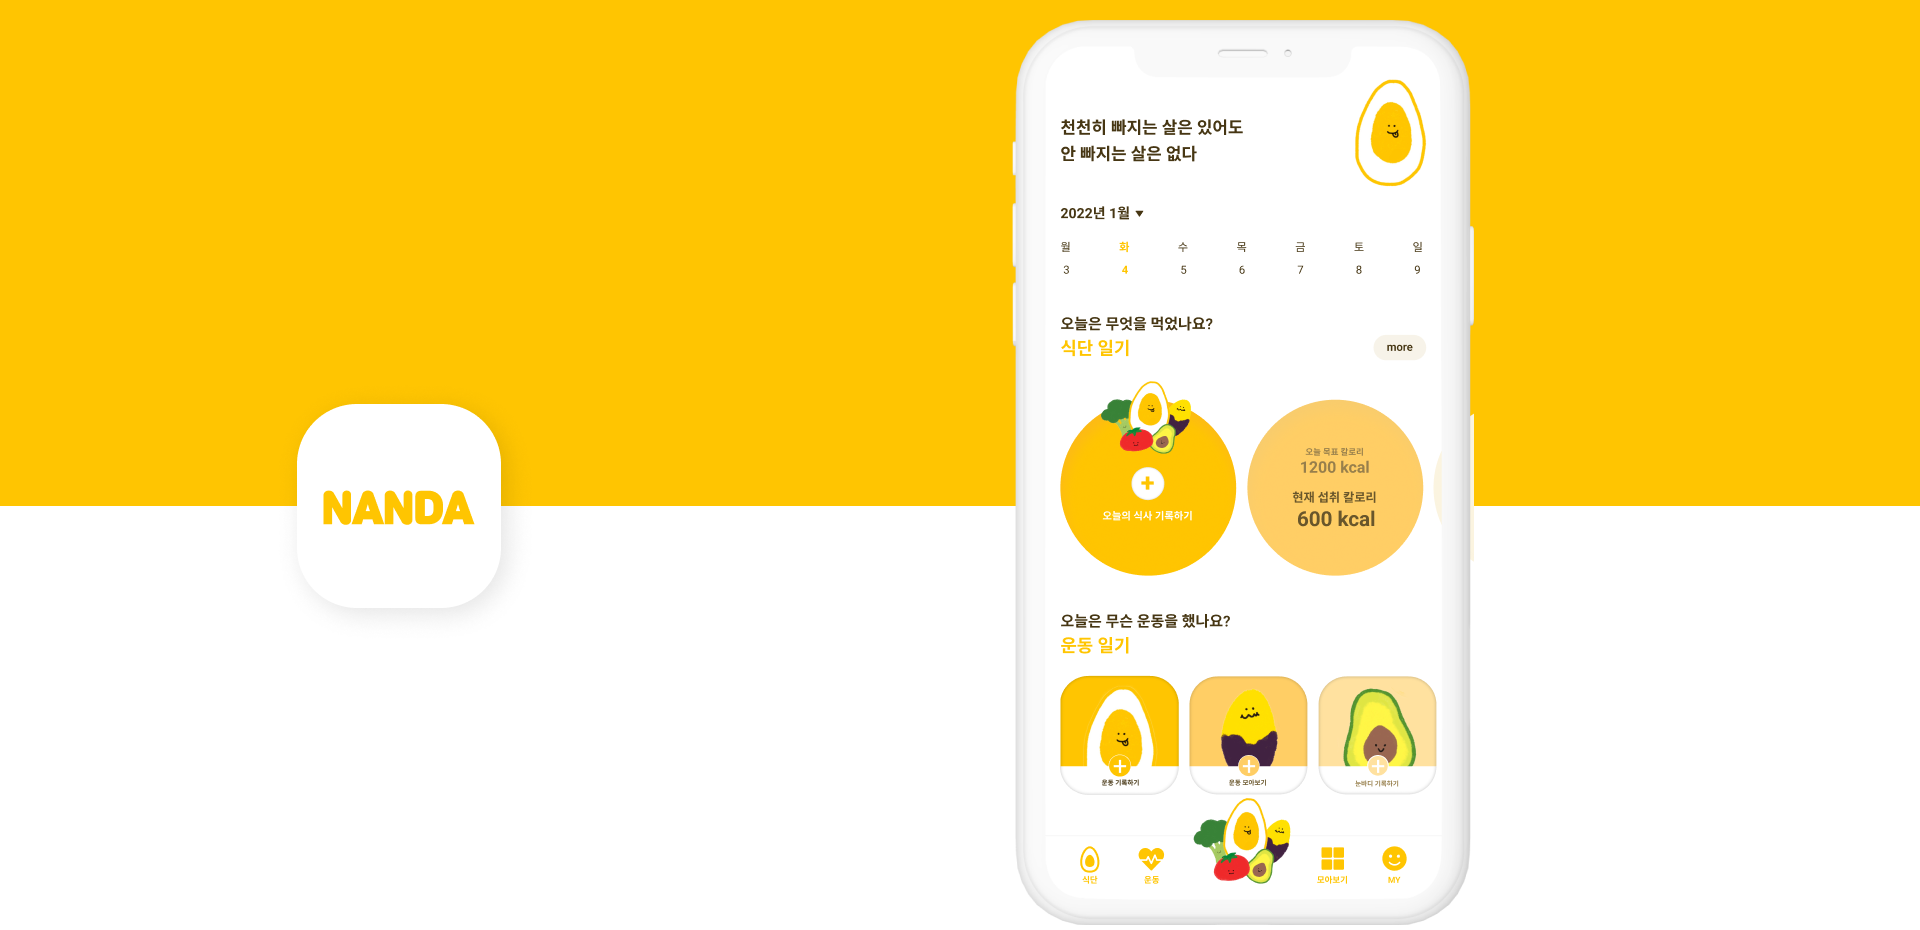 NANDA
천천히 빠지는 살은 있어도
안 빠지는 살은 없다
2022년 1월
월 화 수 목 금 토 일
3 4 5 6 7 8 9
오늘은 무엇을 먹었나요?
식단 일기
more
오늘의 식사 기록하기
오늘 목표 칼로리
1200 kcal
현재 섭취 칼로리
600 kcal
오늘은 무슨 운동을 했나요?
운동 일기
운동 기록하기
운동 모아보기
눈바디 기록하기
식단
운동
모아보기
MY